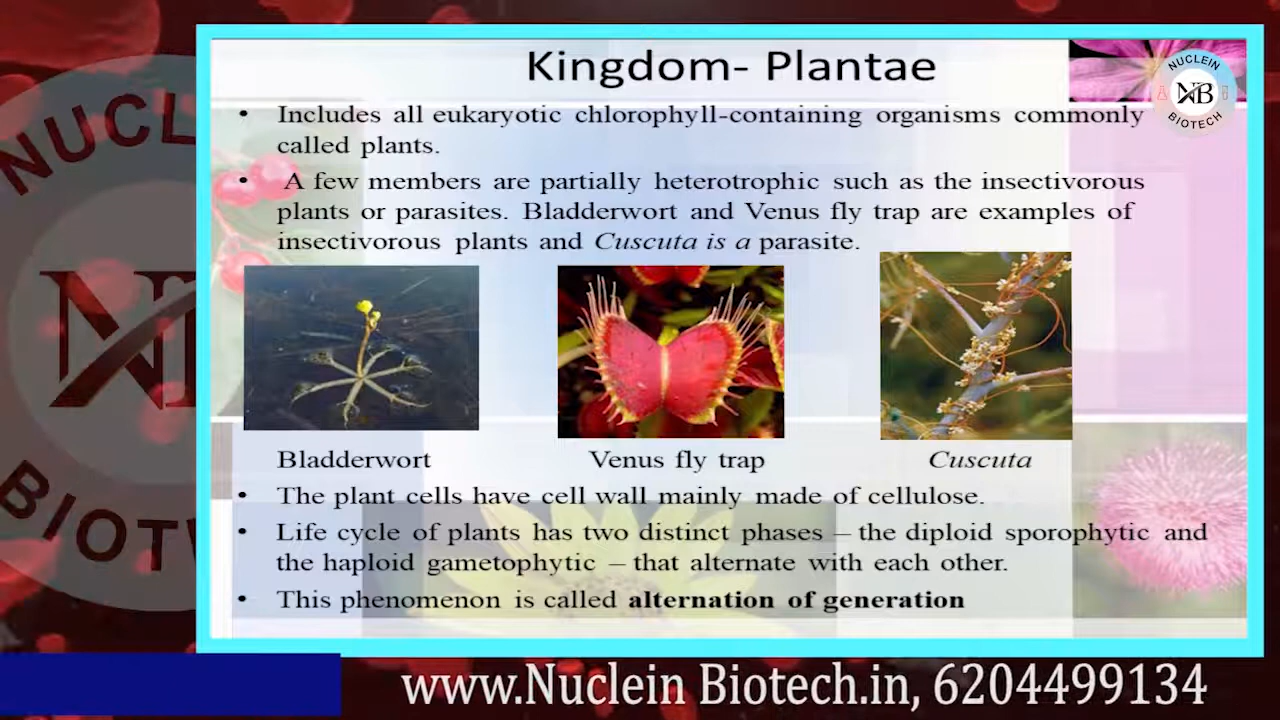 Kingdom- Plantae
NUCLEIN
NB
BIOTECH
• Includes all eukaryotic chlorophyll-containing organisms commonly
called plants.
• A few members are partially heterotrophic such as the insectivorous
plants or parasites. Bladderwort and Venus fly trap are examples of
insectivorous plants and Cuscuta is a parasite.
Bladderwort Venus fly trap Cuscuta
• The plant cells have cell wall mainly made of cellulose.
• Life cycle of plants has two distinct phases – the diploid sporophytic and
the haploid gametophytic – that alternate with each other.
• This phenomenon is called alternation of generation
NUCL
N
BIOT
www.Nuclein Biotech.in, 6204499134